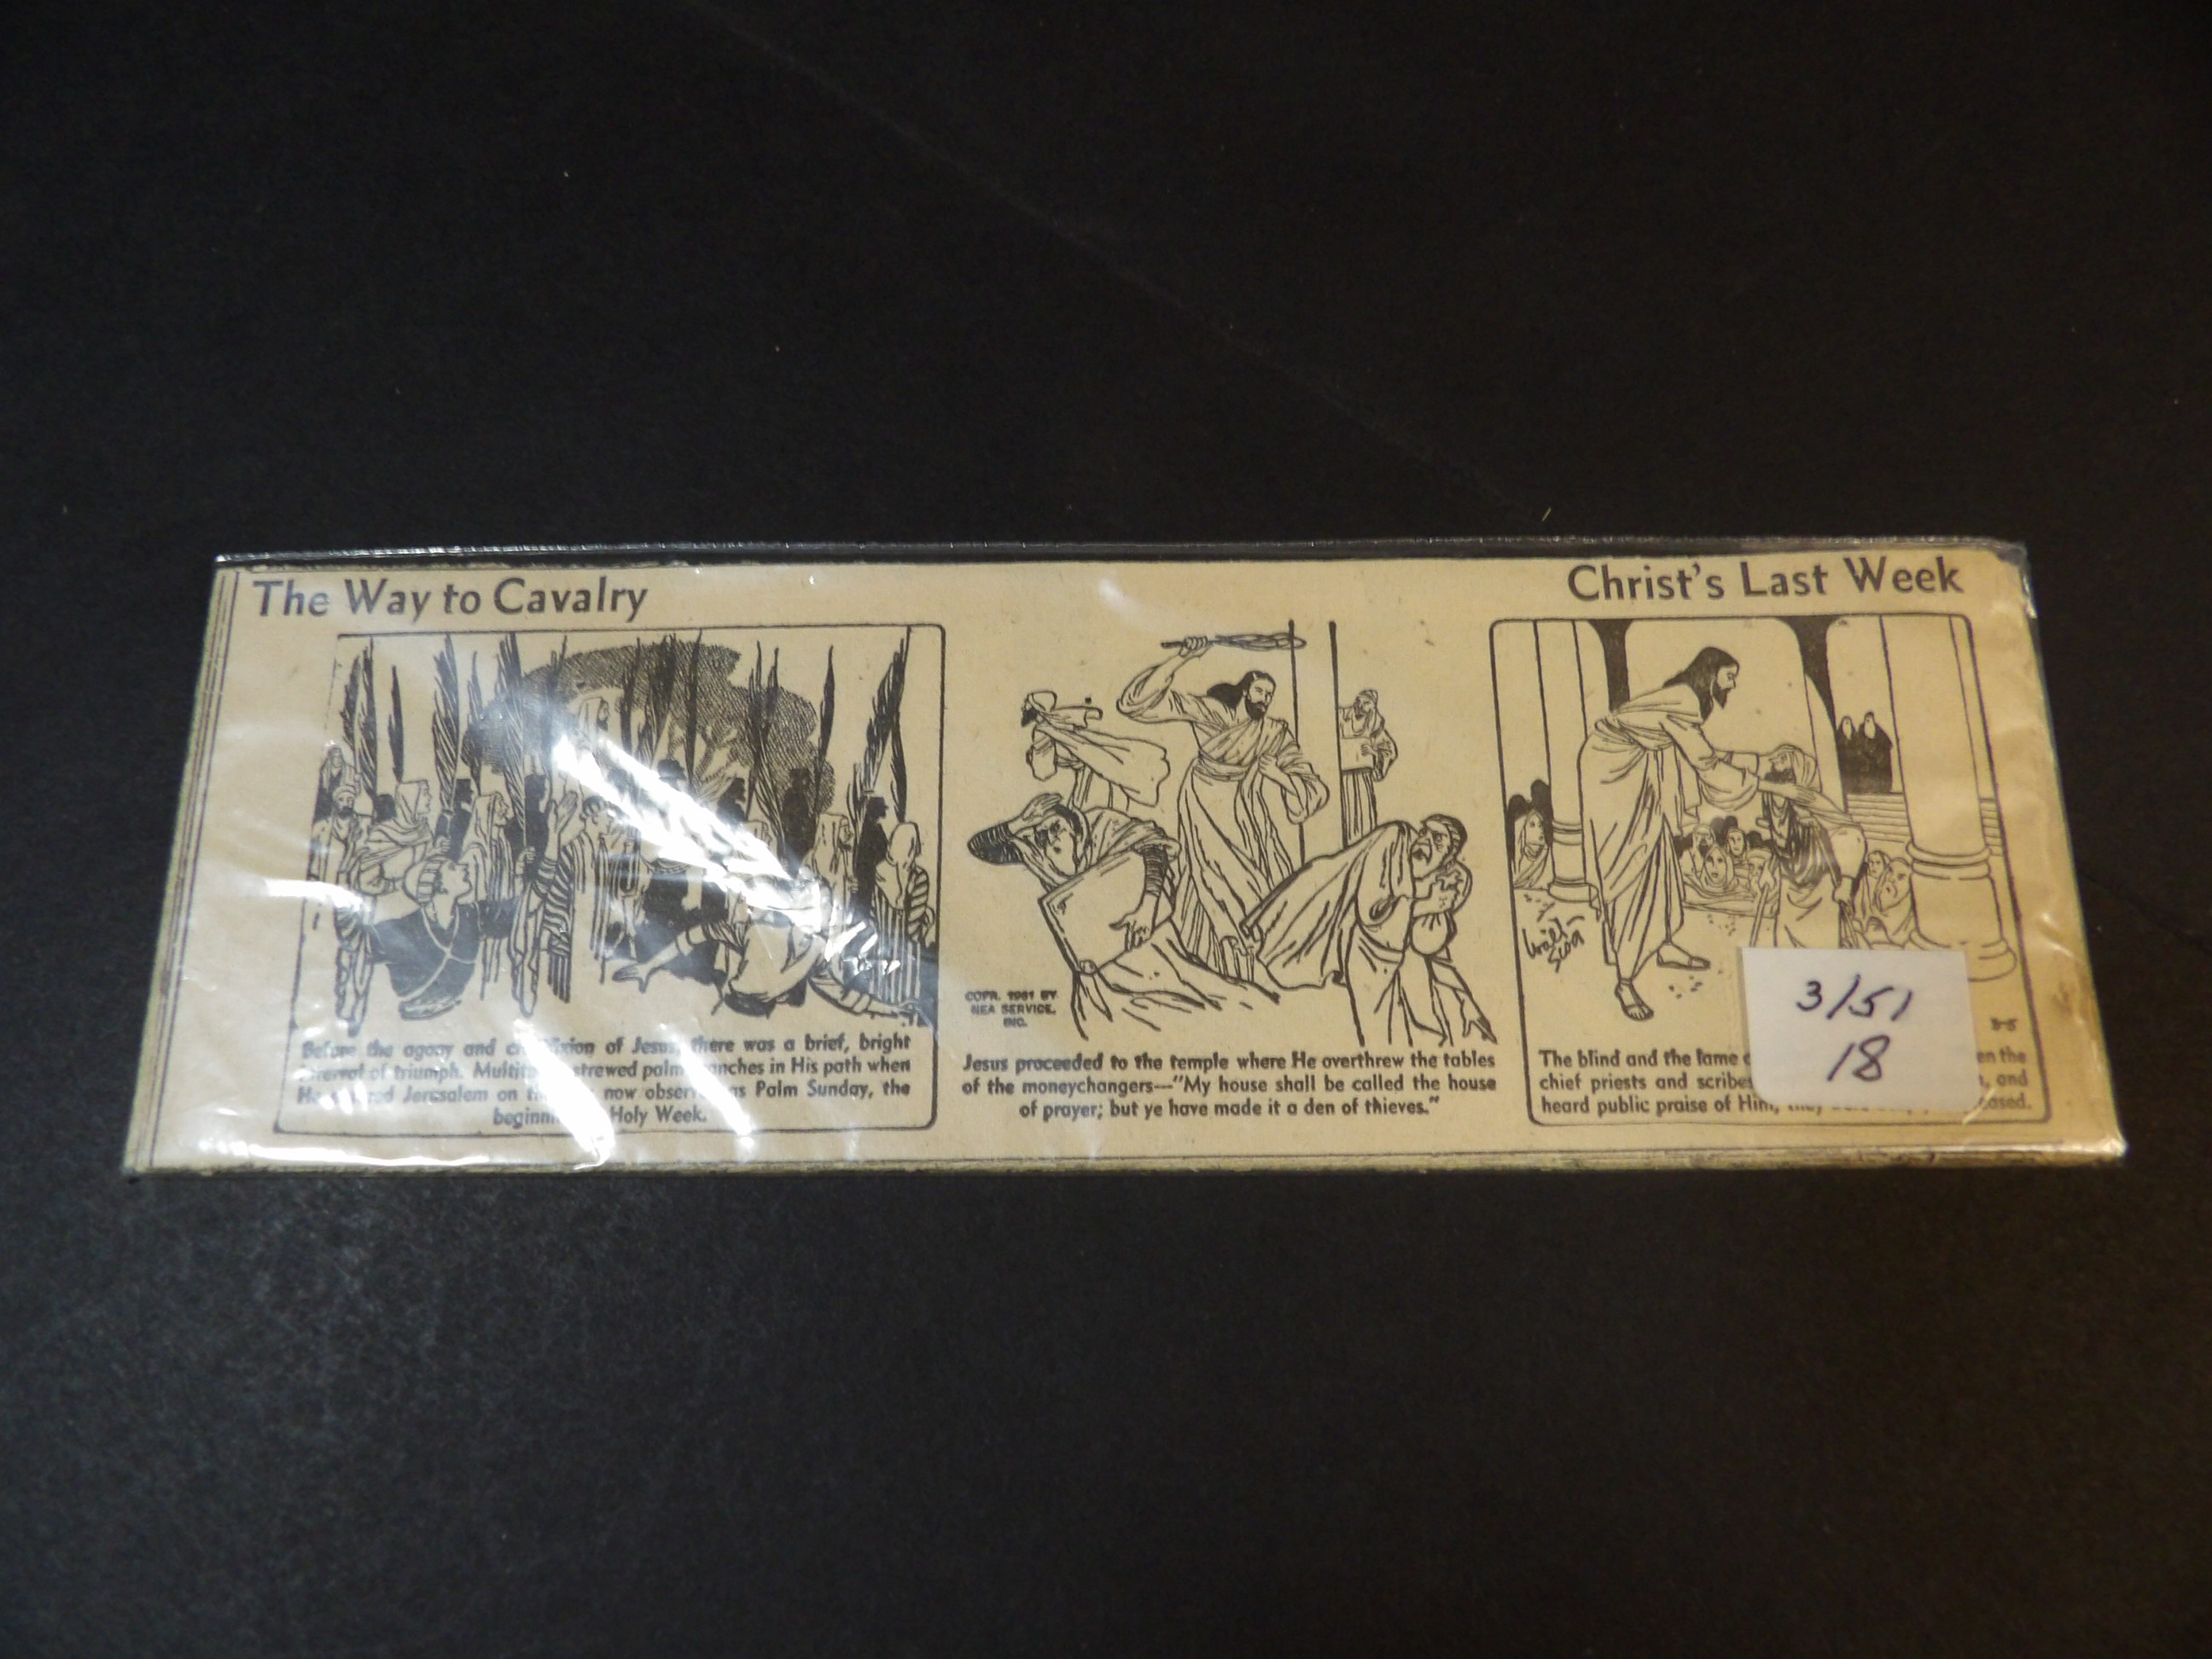 The Way to Cavalry
Christ's Last Week
Before the agony and of Jesus, there was a brief, bright
of triumph. in His path when
Jerusalem on now as Palm Sunday, the
Holy Week.
COPR. 1951 BY
NEA SERVICE,
INC.
Jesus proceeded to the temple where He overthrew the tables
of the moneychangers—"My house shall be called the house
of prayer; but ye have made it a den of thieves."
Walt
Scott
The blind and the lame the
chief priests and and
heard public praise of Him,
3/51
18